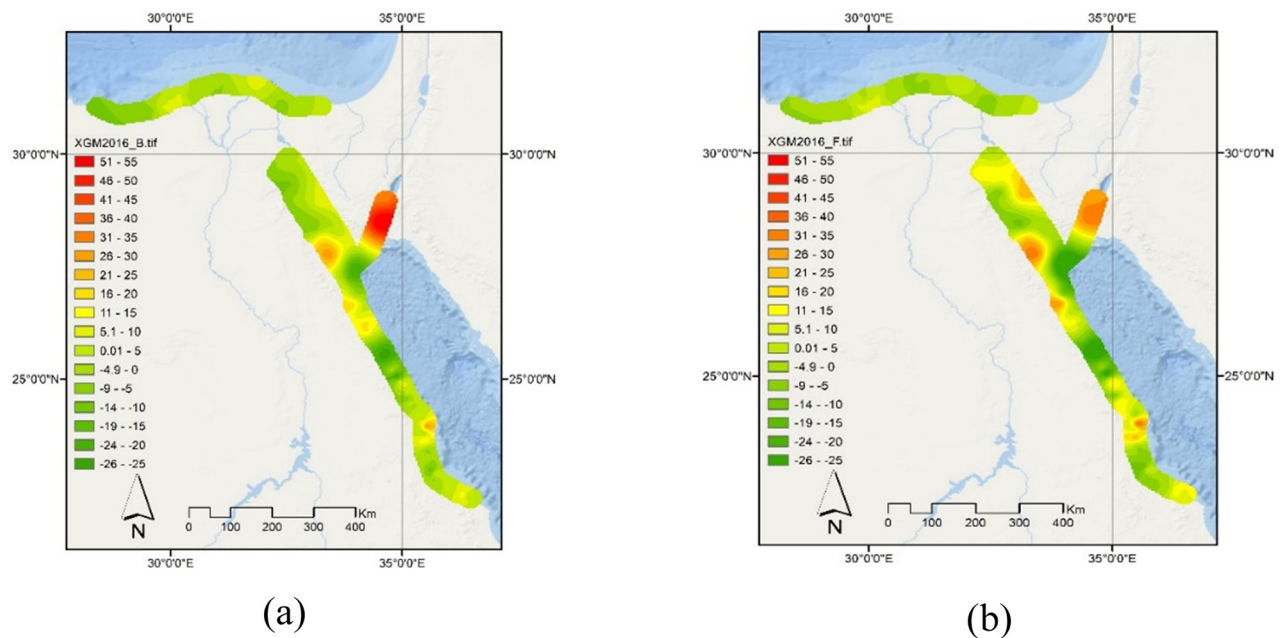 30°0'0"E 35°0'0"E
XGM2016_B.tif
30°0'0"N 30°0'0"N
51 - 55
46 - 50
41 - 45
36 - 40
31 - 35
26 - 30
21 - 25
16 - 20
11 - 15
5.1 - 10
0.01 - 5
-4.9 - 0
-9 - -5
-14 - -10
-19 - -15
-24 - -20
-26 - -25
25°0'0"N 25°0'0"N
N
Km
0 100 200 300 400
30°0'0"E 35°0'0"E
(a)
30°0'0"E 35°0'0"E
XGM2016_F.tif
30°0'0"N 30°0'0"N
51 - 55
46 - 50
41 - 45
36 - 40
31 - 35
26 - 30
21 - 25
16 - 20
11 - 15
5.1 - 10
0.01 - 5
-4.9 - 0
-9 - -5
-14 - -10
-19 - -15
-24 - -20
-26 - -25
25°0'0"N 25°0'0"N
N
Km
0 100 200 300 400
30°0'0"E 35°0'0"E
(b)